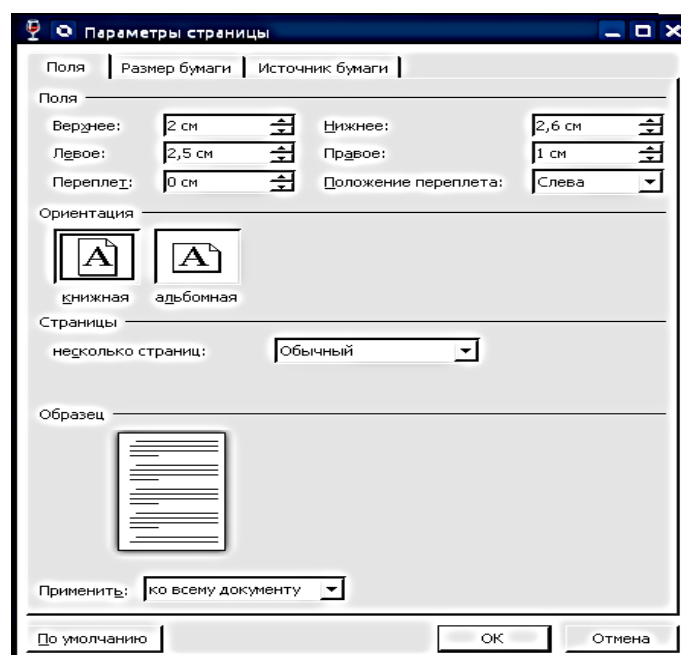 Параметры страницы
Поля Размер бумаги Источник бумаги
Поля
Верхнее: 2 см Нижнее: 2,6 см
Левое: 2,5 см Правое: 1 см
Переплет: 0 см Положение переплета: Слева
Ориентация
A A
книжная альбомная
Страницы
несколько страниц: Обычный
Образец
Применить: ко всему документу
По умолчанию ОК Отмена